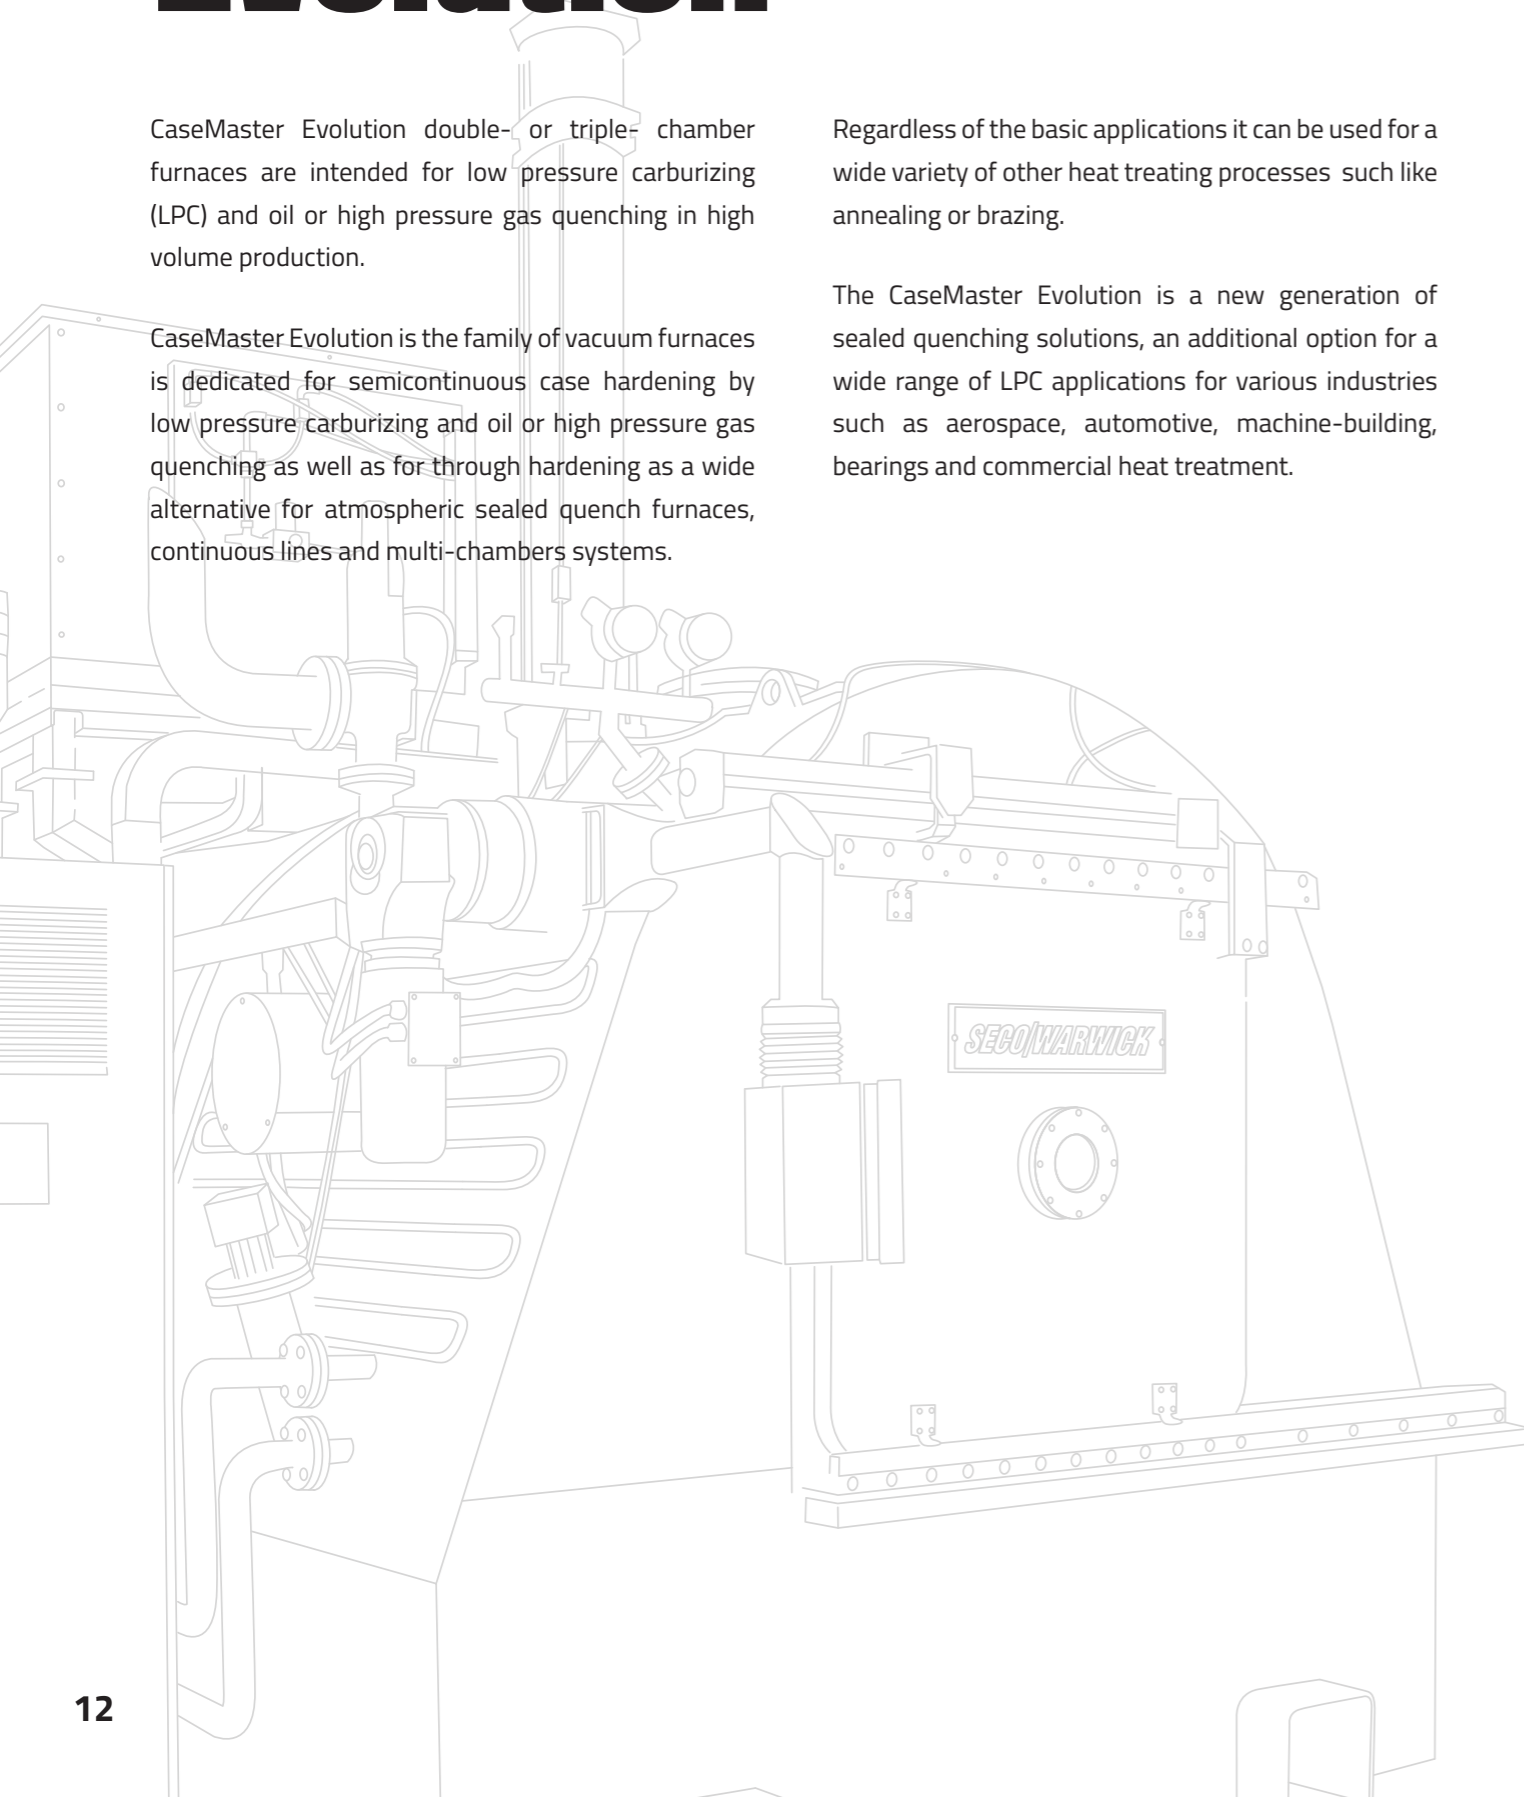 Evolution
CaseMaster Evolution double- or triple- chamber
furnaces are intended for low pressure carburizing
(LPC) and oil or high pressure gas quenching in high
volume production.
CaseMaster Evolution is the family of vacuum furnaces
is dedicated for semicontinuous case hardening by
low pressure carburizing and oil or high pressure gas
quenching as well as for through hardening as a wide
alternative for atmospheric sealed quench furnaces,
continuous lines and multi-chambers systems.
Regardless of the basic applications it can be used for a
wide variety of other heat treating processes such like
annealing or brazing.
The CaseMaster Evolution is a new generation of
sealed quenching solutions, an additional option for a
wide range of LPC applications for various industries
such as aerospace, automotive, machine-building,
bearings and commercial heat treatment.
SECO/WARWICK
12